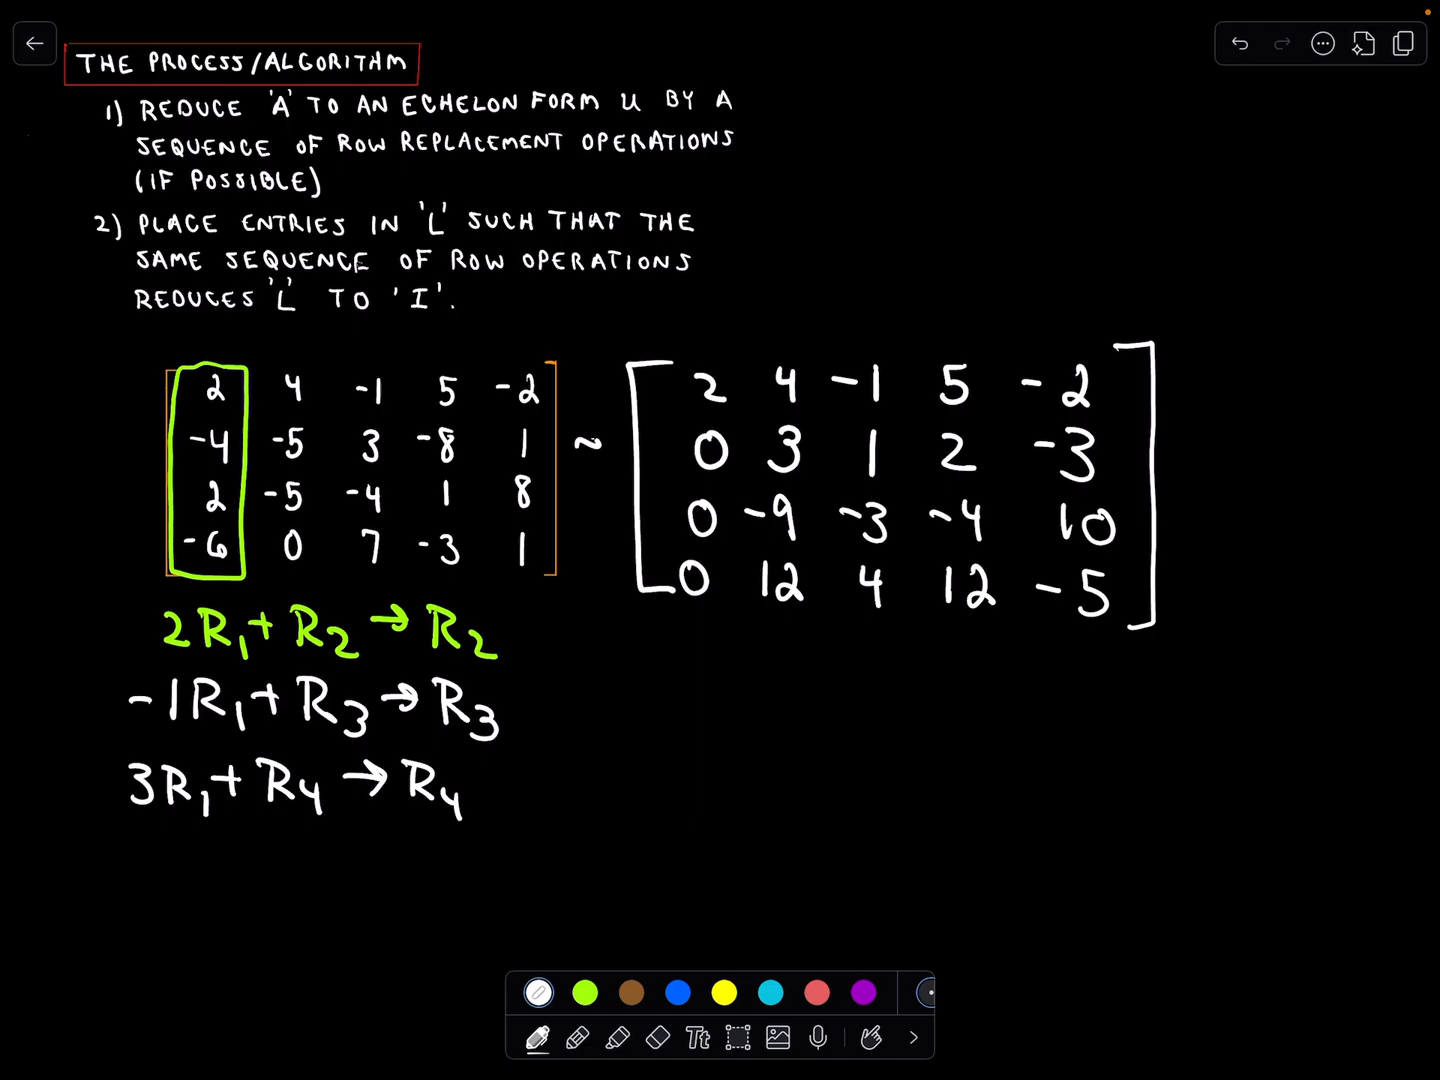 THE PROCESS/ALGORITHM
1) REDUCE 'A' TO AN ECHELON FORM U BY A
SEQUENCE OF ROW REPLACEMENT OPERATIONS
(IF POSSIBLE)
2) PLACE ENTRIES IN 'L' SUCH THAT THE
SAME SEQUENCE OF ROW OPERATIONS
REDUCES 'L' TO 'I'.
2 4 -1 5 -2 ~ 2 4 -1 5 -2
-4 -5 3 -8 1 0 3 1 2 -3
2 -5 -4 1 8 0 -9 -3 -4 10
-6 0 7 -3 1 0 12 4 12 -5
2R₁ + R₂ → R₂
-1R₁ + R₃ → R₃
3R₁ + R₄ → R₄
Tt